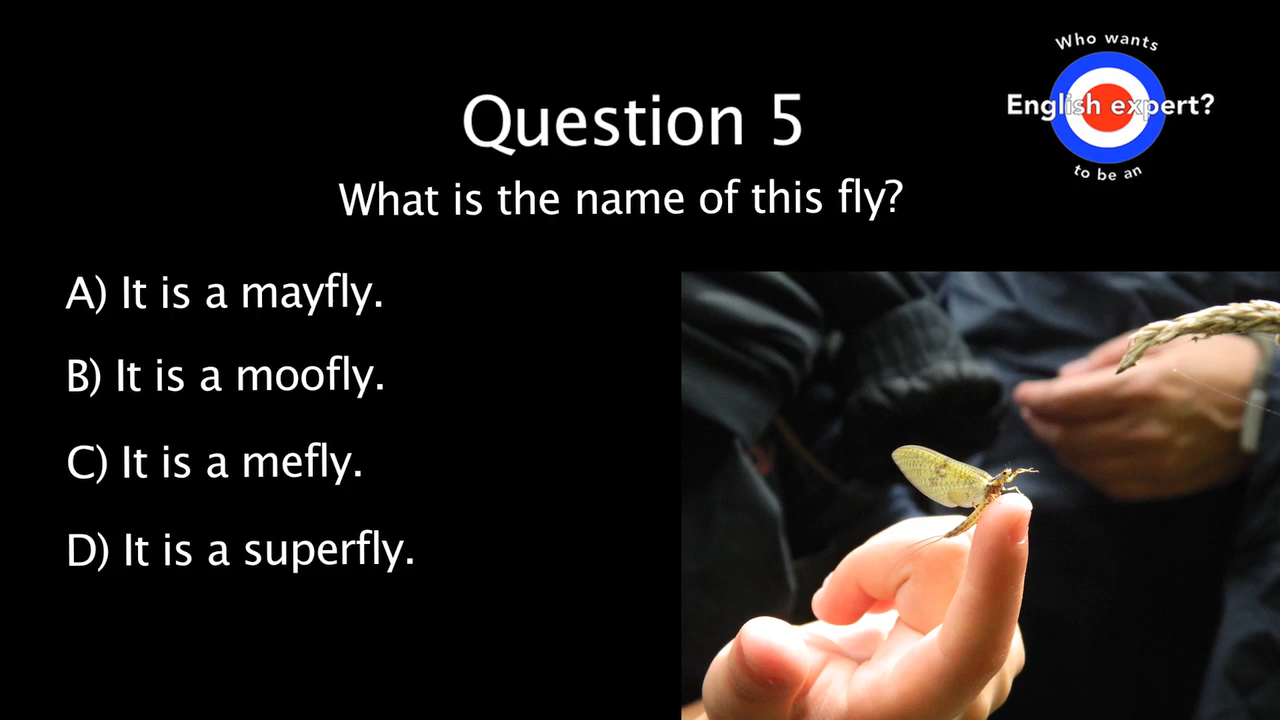 Who wants
English expert?
to be an
Question 5
What is the name of this fly?
A) It is a mayfly.
B) It is a moofly.
C) It is a mefly.
D) It is a superfly.